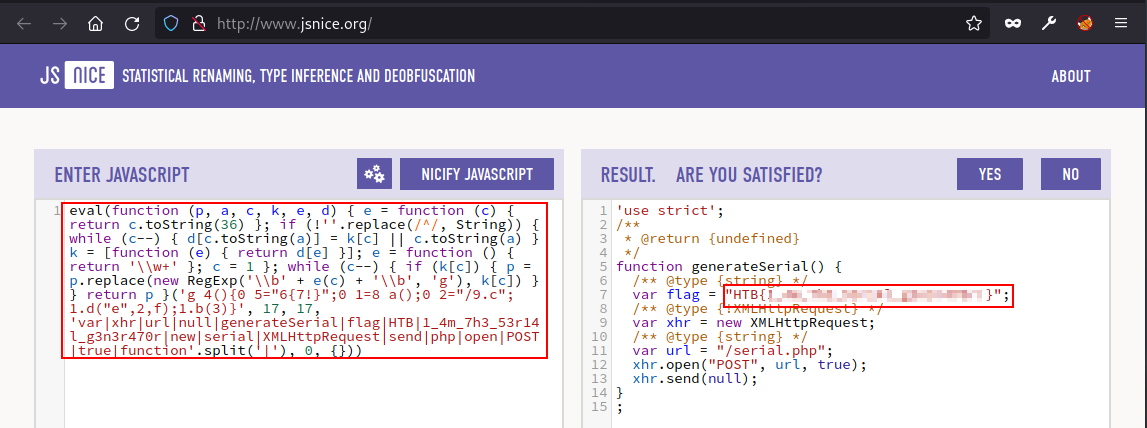 http://www.jsnice.org/
JS NICE STATISTICAL RENAMING, TYPE INFERENCE AND DEOBFUSCATION
ABOUT
ENTER JAVASCRIPT
NICIFY JAVASCRIPT
1
eval(function (p, a, c, k, e, d) { e = function (c) {
return c.toString(36) }; if (!''.replace(/^/, String)) {
while (c--) { d[c.toString(a)] = k[c] || c.toString(a) }
k = [function (e) { return d[e] }]; e = function () {
return '\\w+' }; c = 1 }; while (c--) { if (k[c]) { p =
p.replace(new RegExp('\\b' + e(c) + '\\b', 'g'), k[c]) }
} return p }('g 4(){0 5="6{7!}";0 1=8 a();0 2="/9.c";
1.d("e",2,f);1.b(3)}', 17, 17,
'var|xhr|url|null|generateSerial|flag|HTB|1_4m_7h3_53r14
l_g3n3r470r|new|serial|XMLHttpRequest|send|php|open|POST
|true|function'.split('|'), 0, {}))
RESULT. ARE YOU SATISFIED?
YES
NO
1 'use strict';
2 /**
3 * @return {undefined}
4 */
5 function generateSerial() {
6 /** @type {string} */
7 var flag = "HTB{ }";
8 /** @type {!XMLHttpRequest} */
9 var xhr = new XMLHttpRequest;
10 /** @type {string} */
11 var url = "/serial.php";
12 xhr.open("POST", url, true);
13 xhr.send(null);
14 }
15 ;